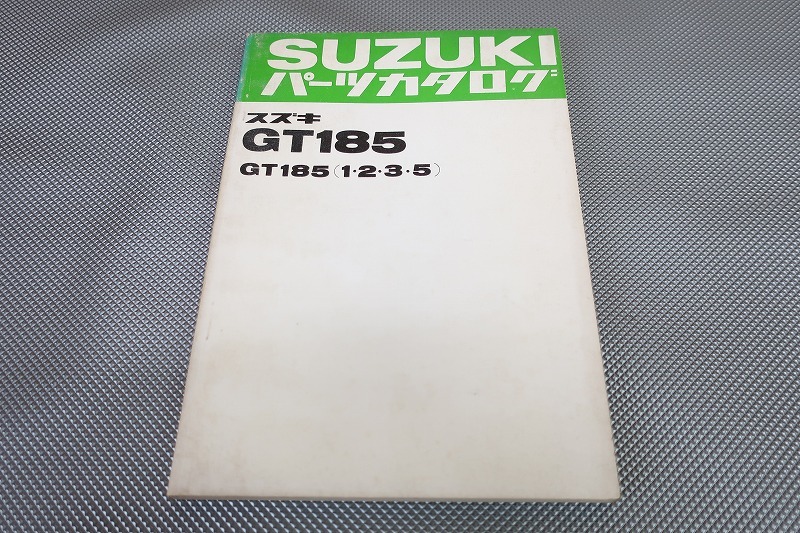 SUZUKI
パーツカタログ
スズキ
GT185
GT185(1・2・3・5)